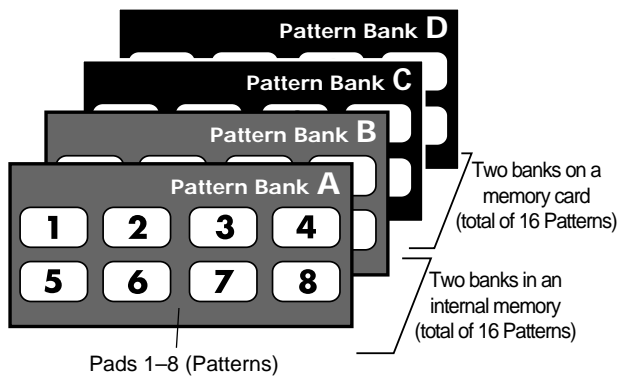 Pattern Bank D
Pattern Bank C
Pattern Bank B
Pattern Bank A
1 2 3 4
5 6 7 8
Two banks on a
memory card
(total of 16 Patterns)
Two banks in an
internal memory
(total of 16 Patterns)
Pads 1–8 (Patterns)